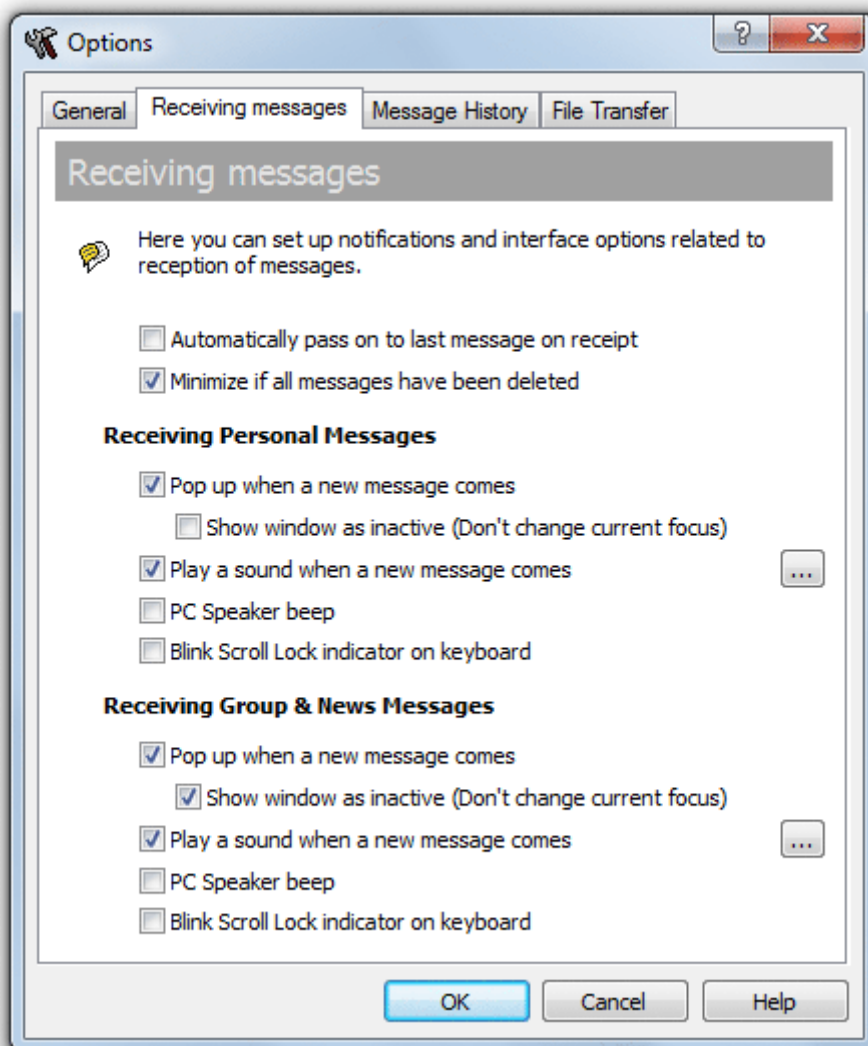 Options
General Receiving messages Message History File Transfer
Receiving messages
Here you can set up notifications and interface options related to
reception of messages.
Automatically pass on to last message on receipt
Minimize if all messages have been deleted
Receiving Personal Messages
Pop up when a new message comes
Show window as inactive (Don't change current focus)
Play a sound when a new message comes ...
PC Speaker beep
Blink Scroll Lock indicator on keyboard
Receiving Group & News Messages
Pop up when a new message comes
Show window as inactive (Don't change current focus)
Play a sound when a new message comes ...
PC Speaker beep
Blink Scroll Lock indicator on keyboard
OK Cancel Help